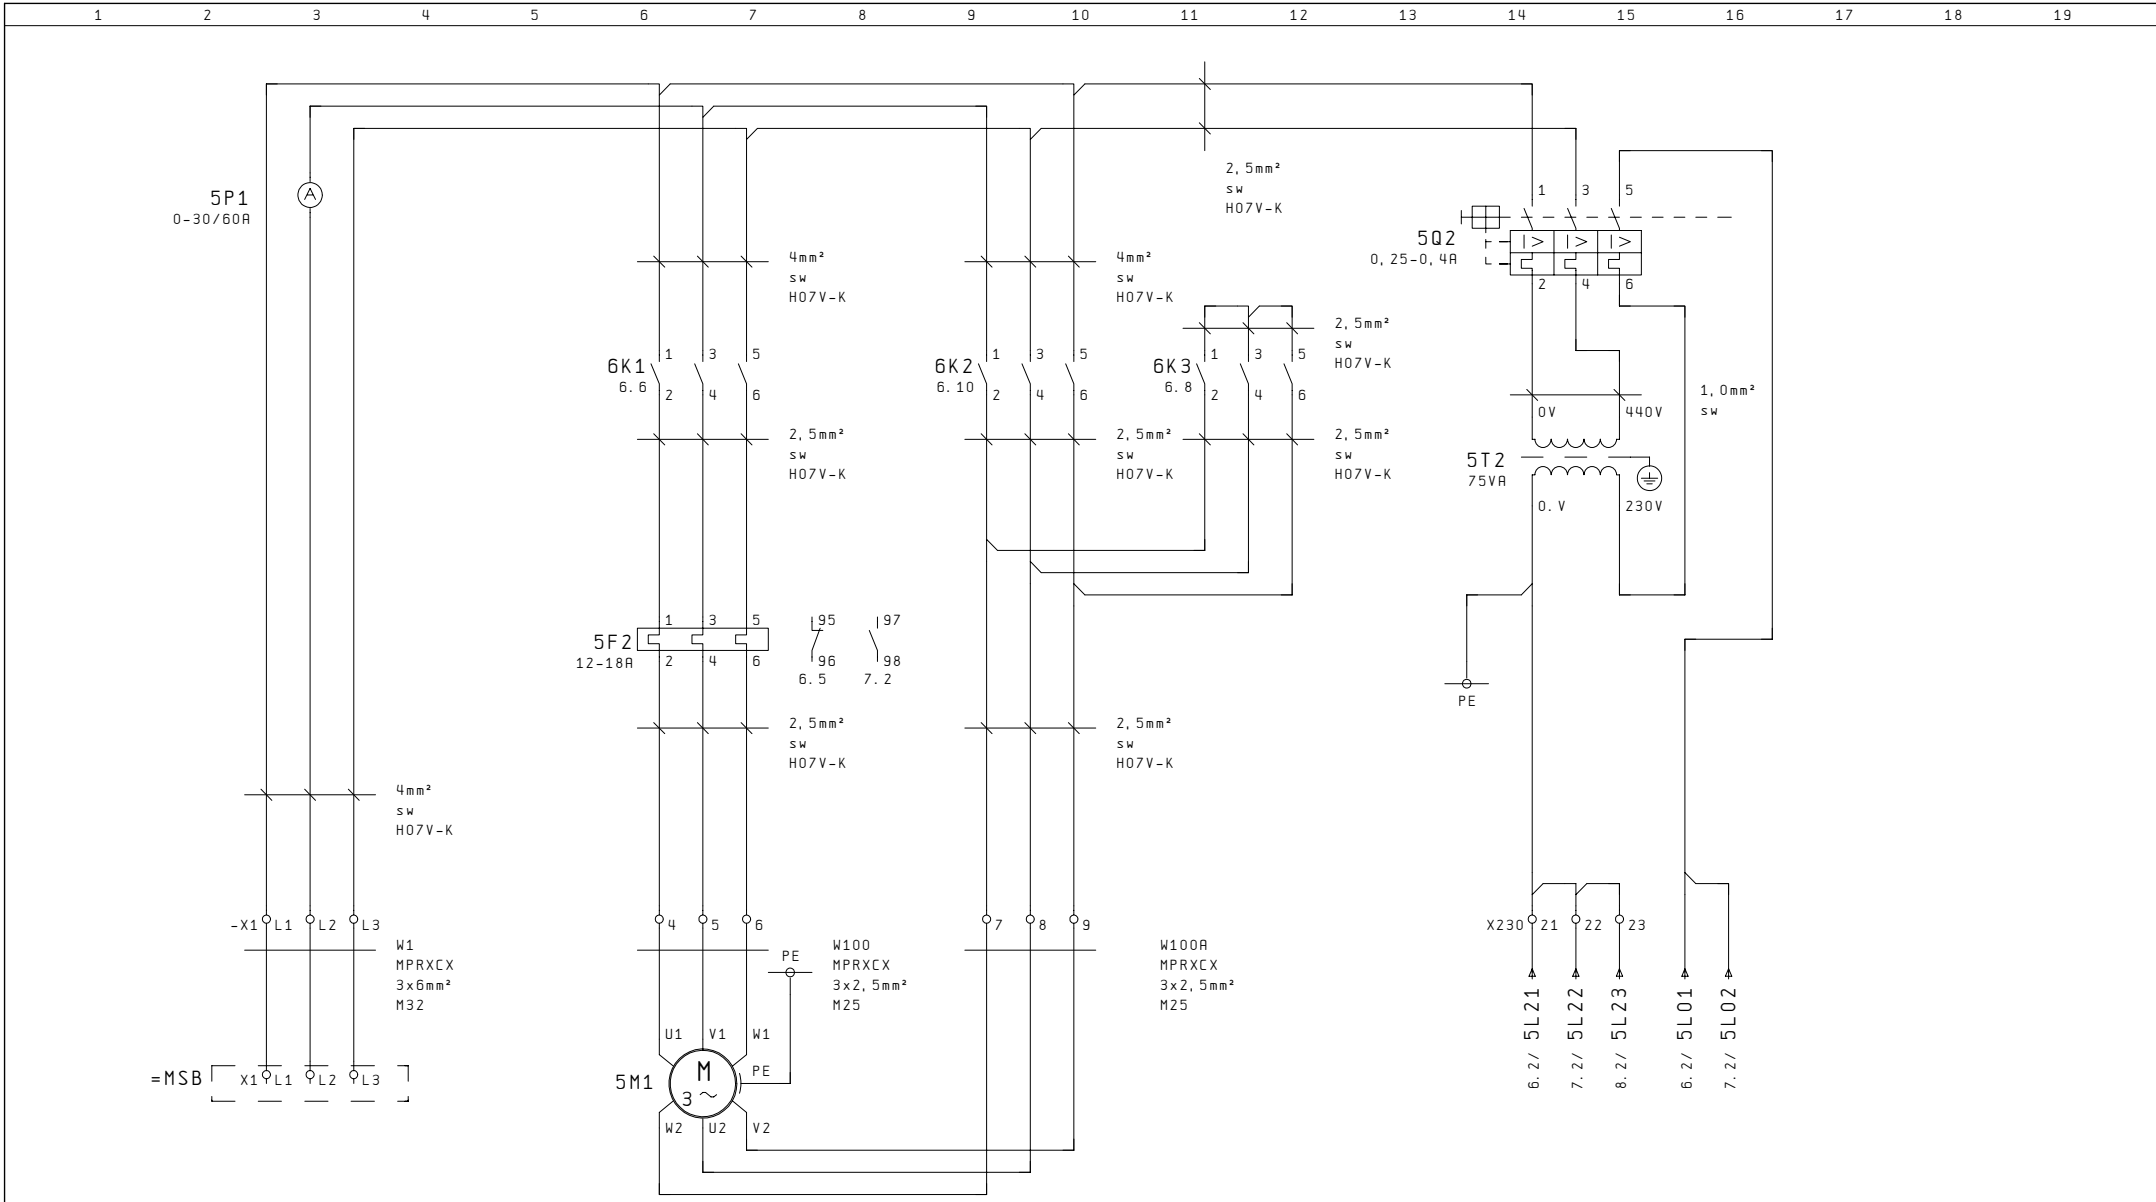 1 2 3 4 5 6 7 8 9 10 11 12 13 14 15 16 17 18 19
5P1
0-30/60A
A
2,5mm²
sw
H07V-K
1 3 5
5Q2
0,25-0,4A
I> I> I>
2 4 6
4mm²
sw
H07V-K
4mm²
sw
H07V-K
2,5mm²
sw
H07V-K
6K1
6.6
1 3 5
2 4 6
6K2
6.10
1 3 5
2 4 6
6K3
6.8
1 3 5
2 4 6
1,0mm²
sw
0V 440V
5T2
75VA
0.V 230V
2,5mm²
sw
H07V-K
2,5mm²
sw
H07V-K
2,5mm²
sw
H07V-K
5F2
12-18A
1 3 5
2 4 6
95
96
6.5
97
98
7.2
PE
2,5mm²
sw
H07V-K
2,5mm²
sw
H07V-K
4mm²
sw
H07V-K
-X1 L1 L2 L3
4 5 6
7 8 9
X230 21 22 23
W1
MPRXCX
3x6mm²
M32
PE
W100
MPRXCX
3x2,5mm²
M25
W100A
MPRXCX
3x2,5mm²
M25
6.2/ 5L21
7.2/ 5L22
8.2/ 5L23
6.2/ 5L01
7.2/ 5L02
=MSB X1 L1 L2 L3
U1 V1 W1
5M1
M
3~
PE
W2 U2 V2